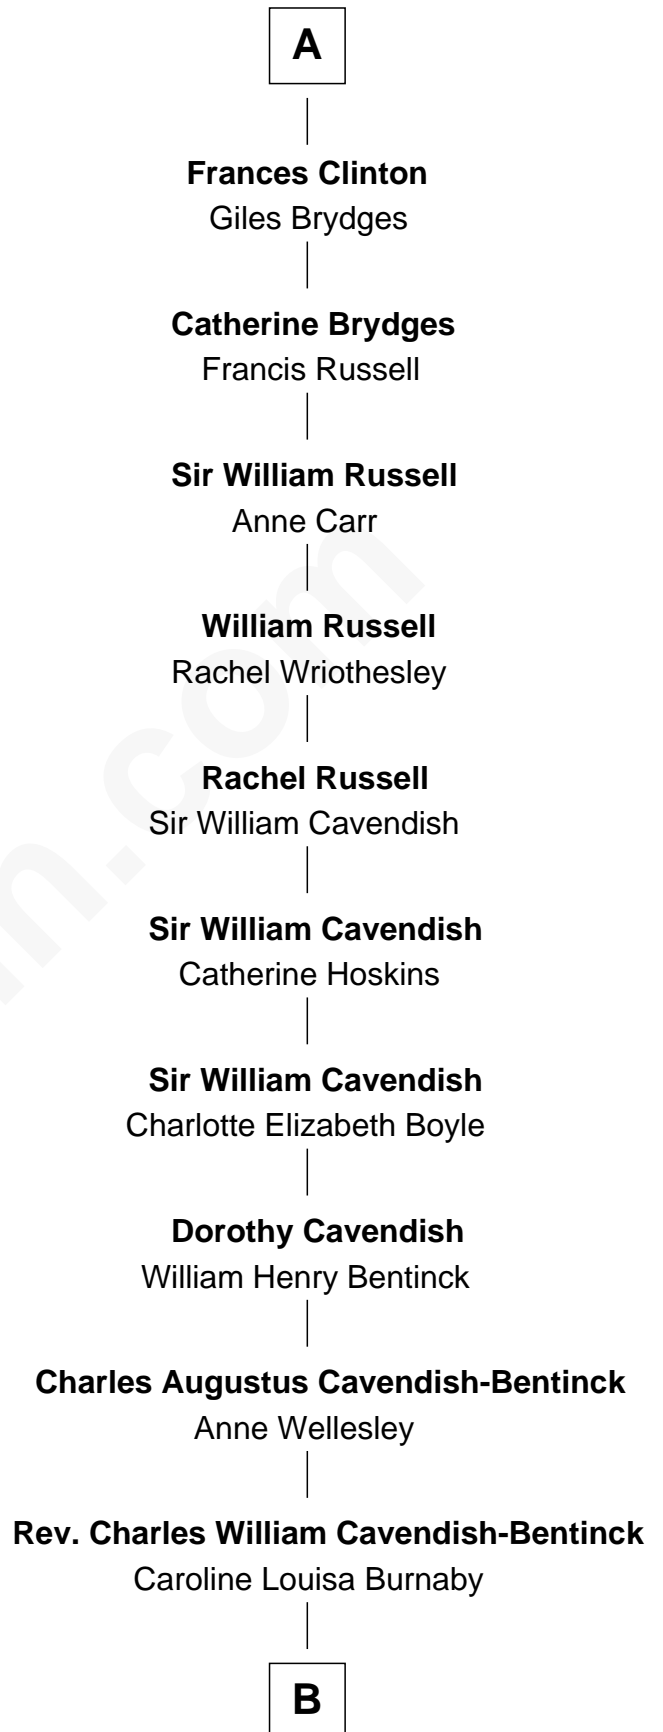 A
Frances Clinton
Giles Brydges
Catherine Brydges
Francis Russell
Sir William Russell
Anne Carr
William Russell
Rachel Wriothesley
Rachel Russell
Sir William Cavendish
Sir William Cavendish
Catherine Hoskins
Sir William Cavendish
Charlotte Elizabeth Boyle
Dorothy Cavendish
William Henry Bentinck
Charles Augustus Cavendish-Bentinck
Anne Wellesley
Rev. Charles William Cavendish-Bentinck
Caroline Louisa Burnaby
B